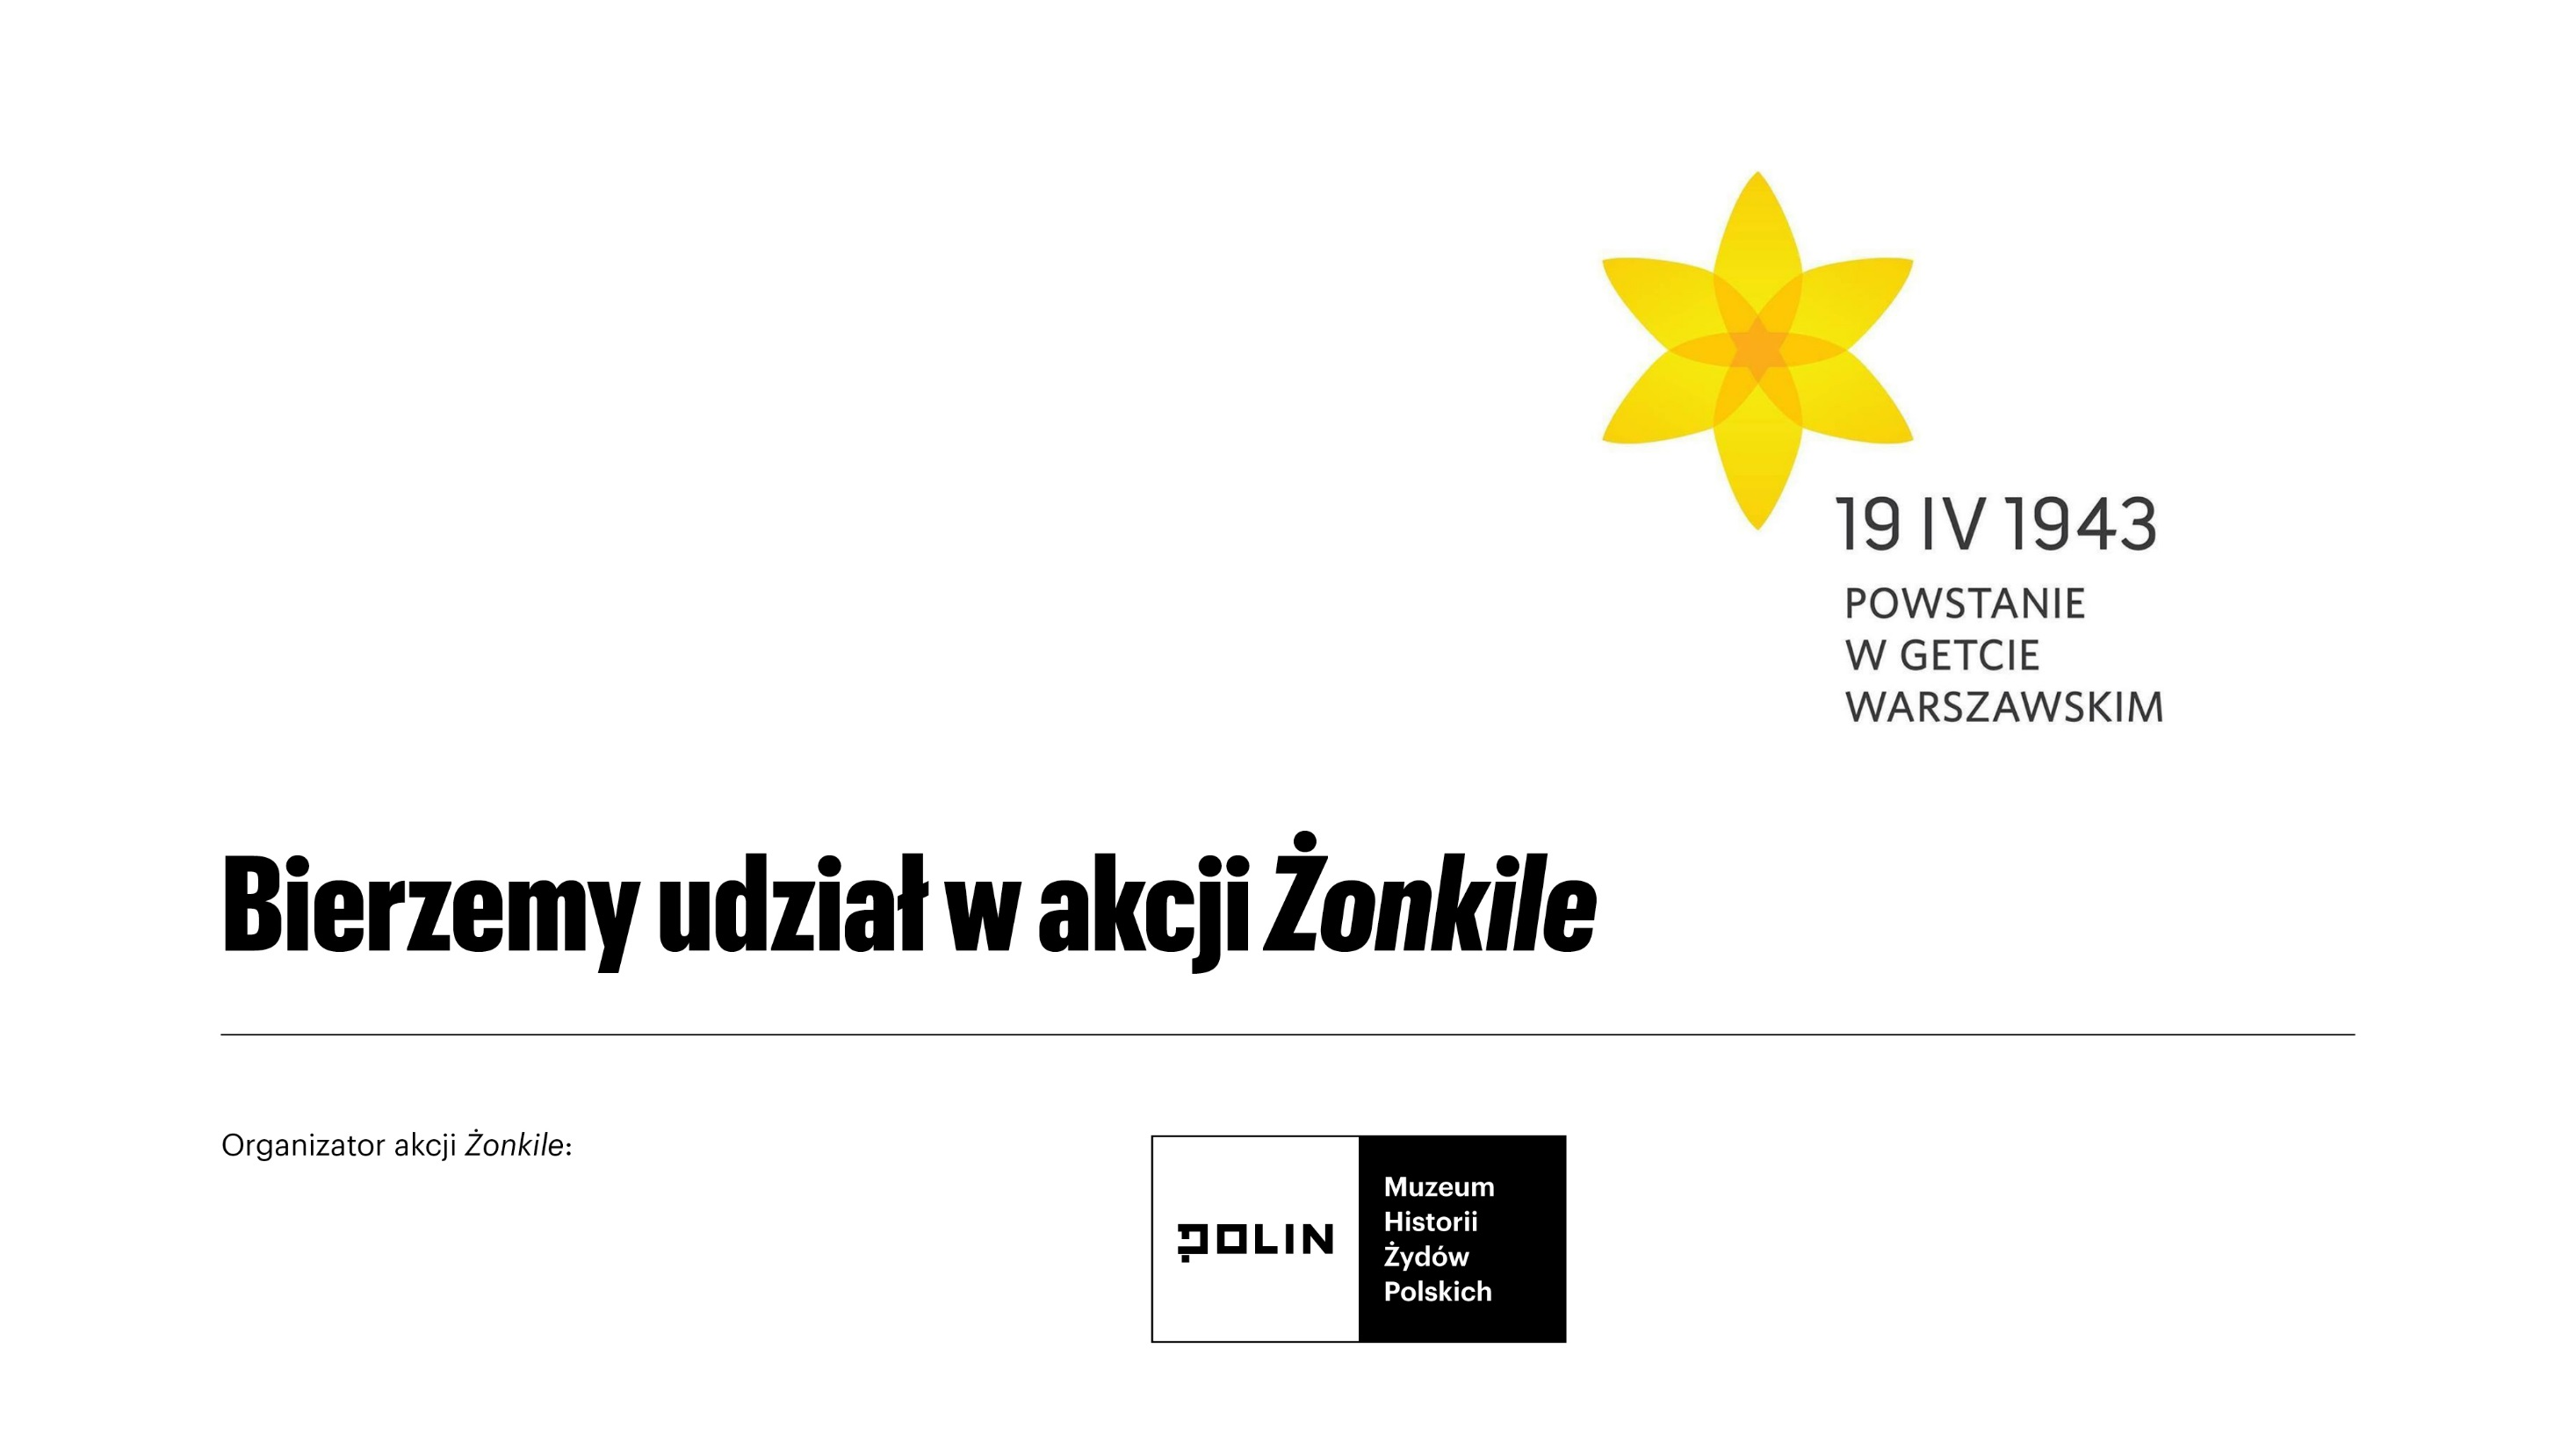 19 IV 1943
POWSTANIE
W GETCIE
WARSZAWSKIM
Bierzemy udział w akcji Żonkile
Organizator akcji Żonkile:
POLIN
Muzeum
Historii
Żydów
Polskich